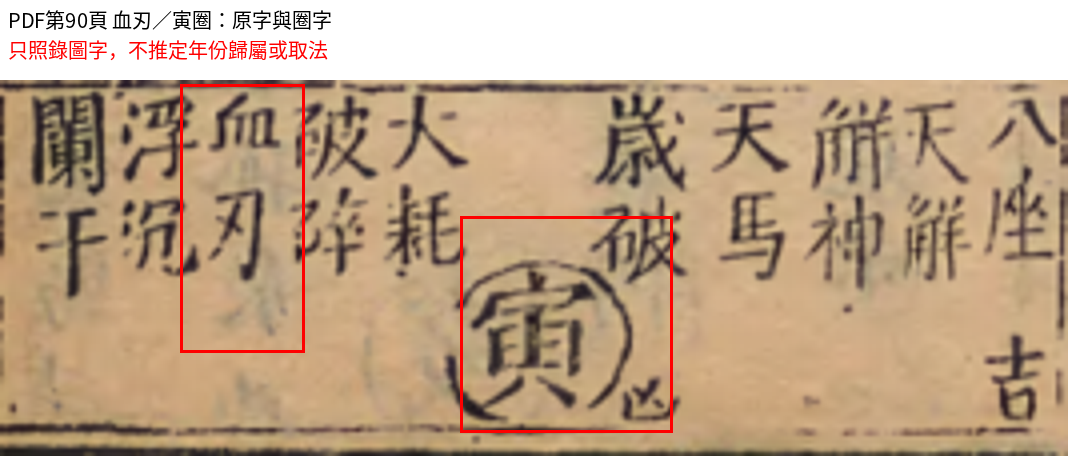 PDF第90頁 血刃／寅圈：原字與圈字
只照錄圖字，不推定年份歸屬或取法
八座 吉
天解
解神
天馬
歲破 凶
寅
大耗
破碎
血刃
浮沉
闌干